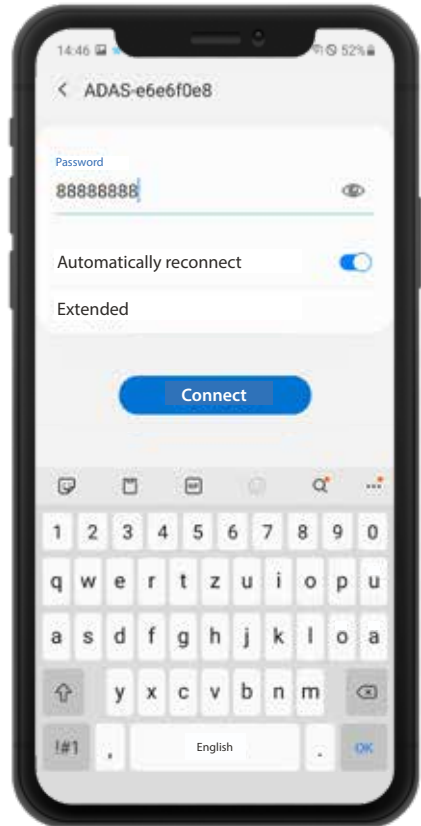 14:46 52%
ADAS-e6e6f0e8
Password
88888888
Automatically reconnect
Extended
Connect
1 2 3 4 5 6 7 8 9 0
q w e r t z u i o p u
a s d f g h j k l o a
y x c v b n m
!#1 , English . OK